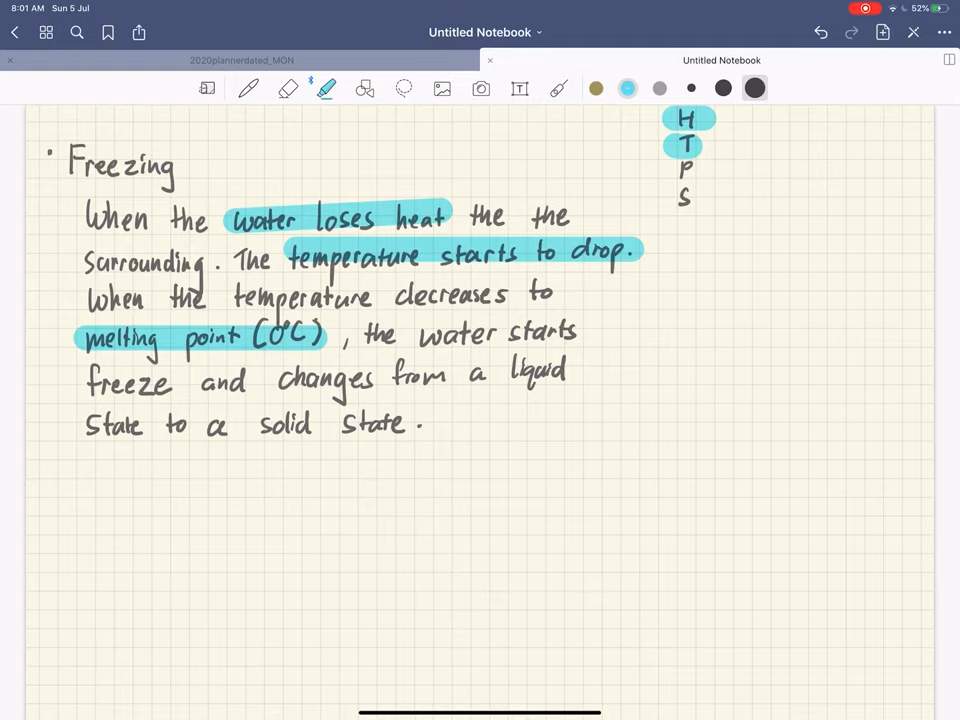 8:01 AM Sun 5 Jul
52%
Untitled Notebook
2020plannerdated_MON
Untitled Notebook
T
H
T
P
S
· Freezing
When the water loses heat the the
sarrounding. The temperature starts to drop.
When the temperature decreases to
melting point (0°C), the water starts
freeze and changes from a liquid
state to a solid state.